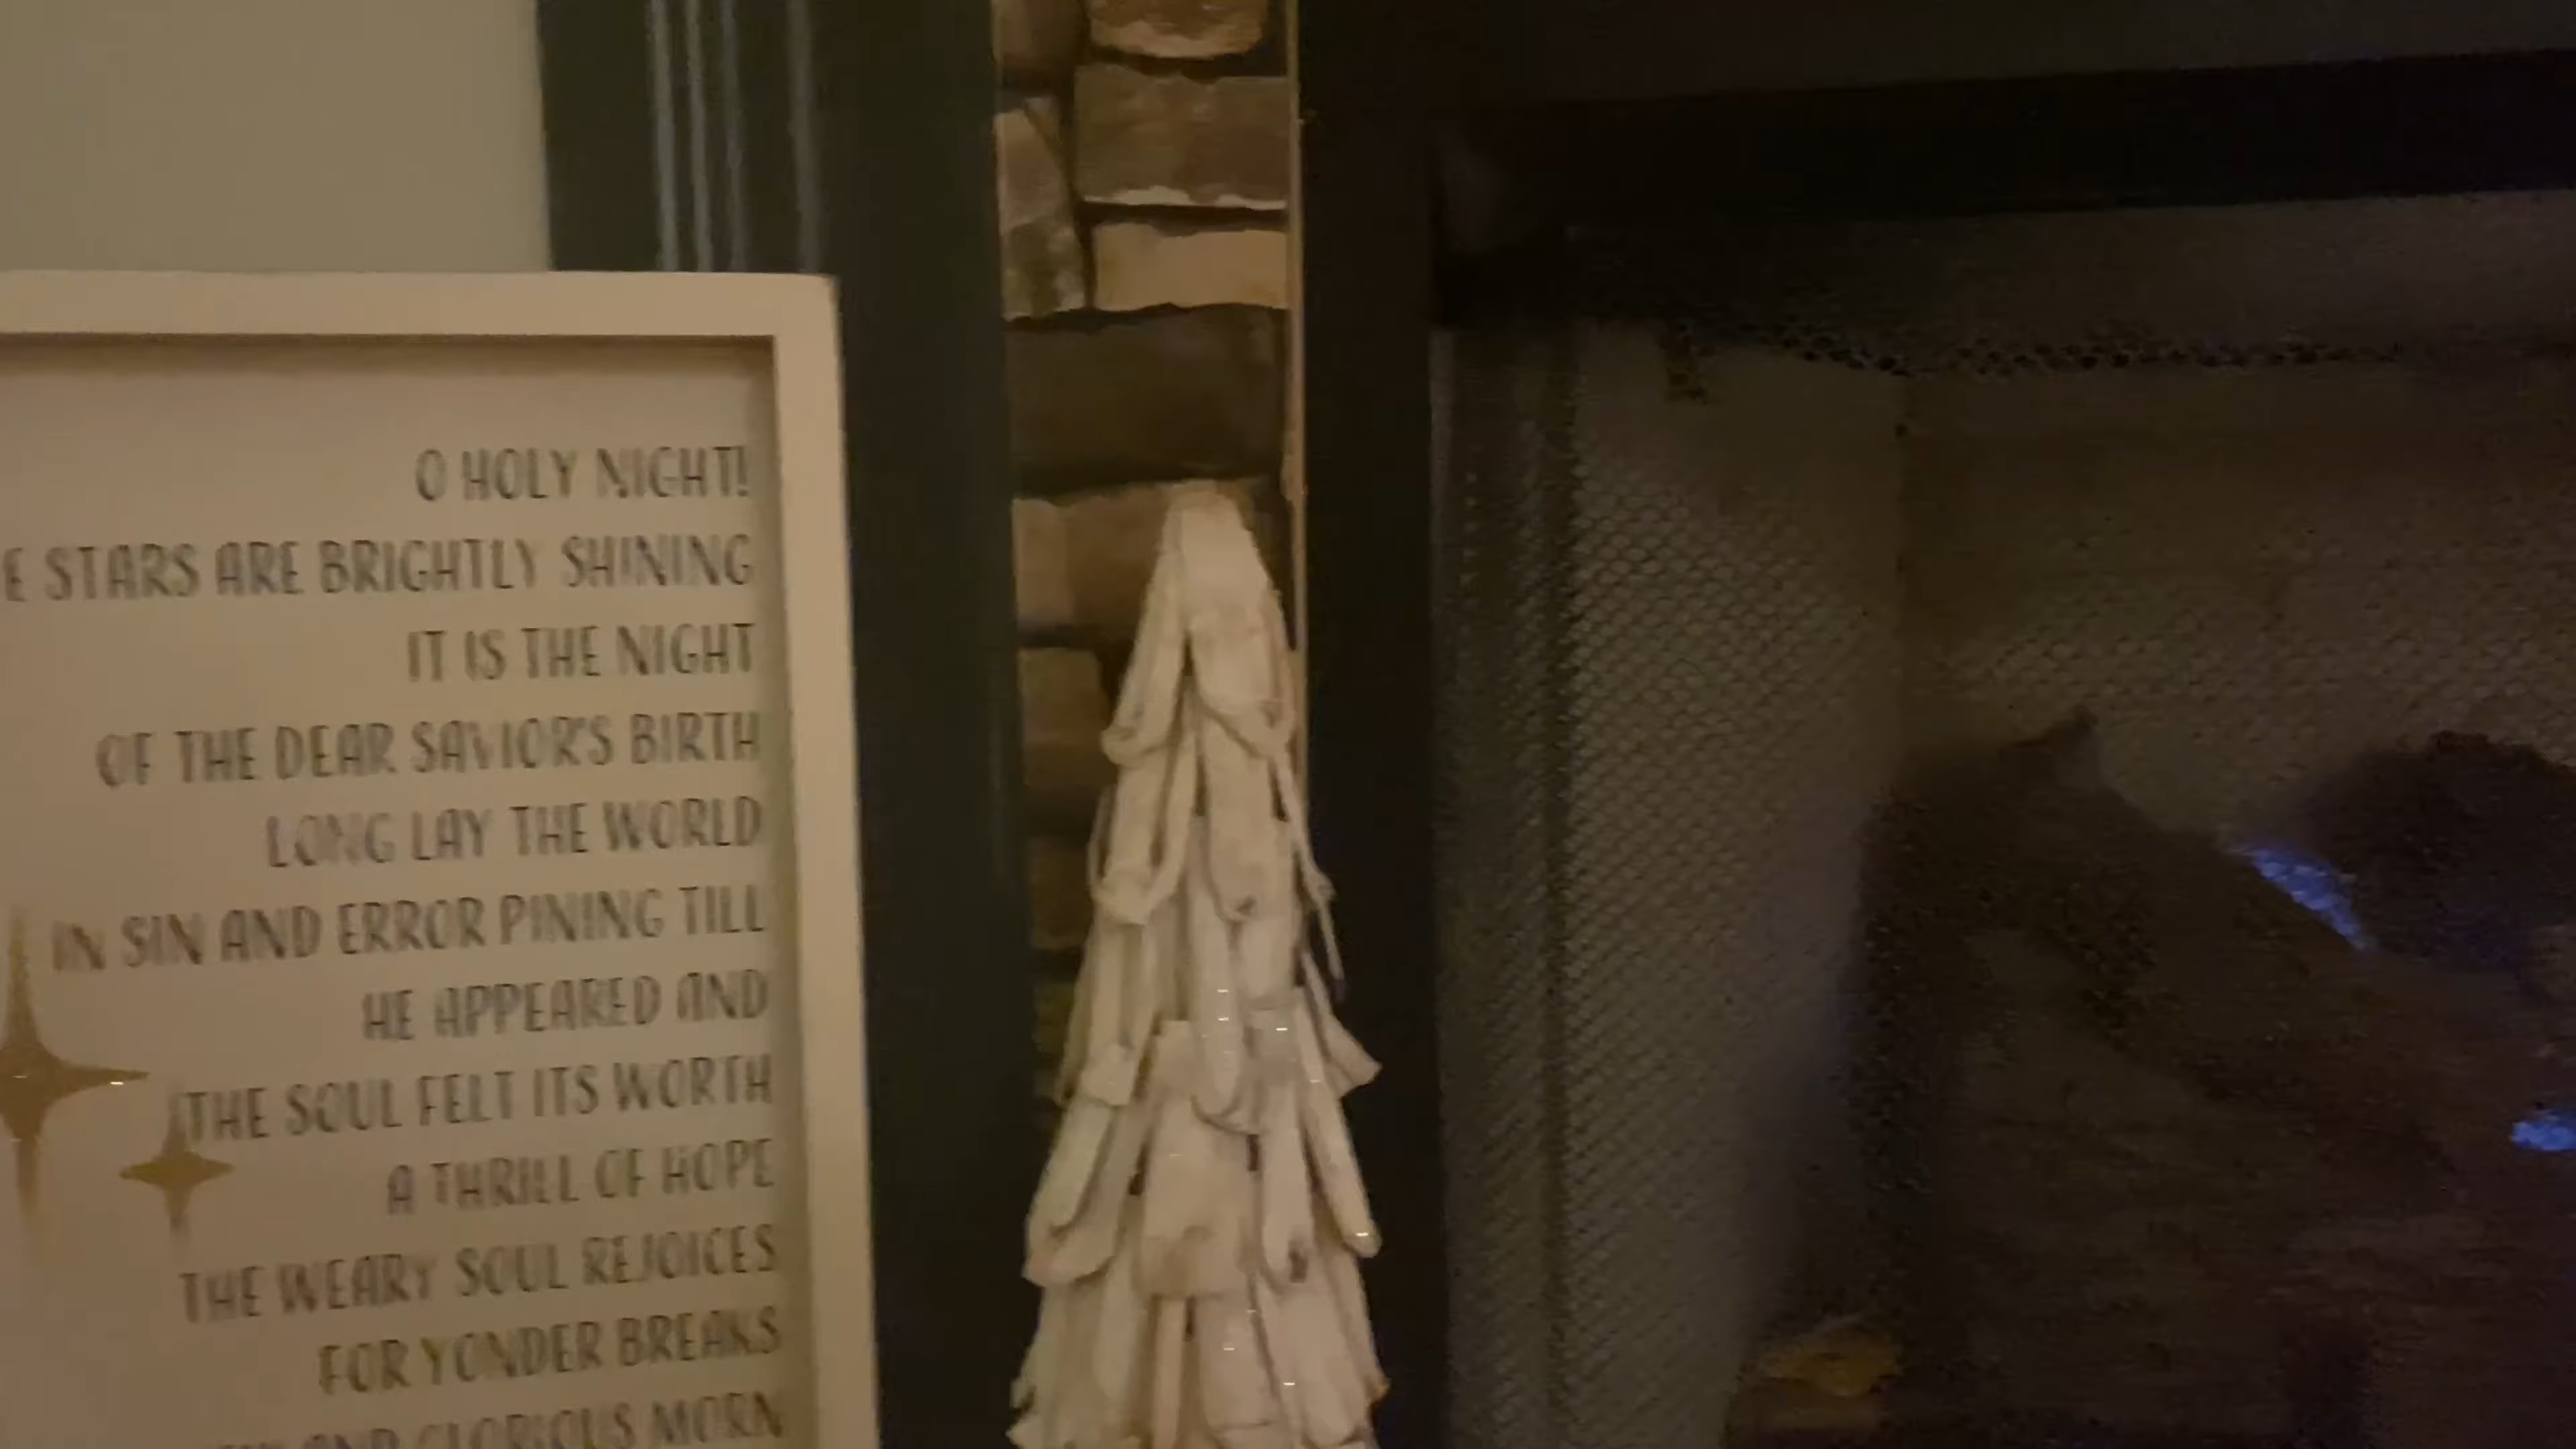 O HOLY NIGHT!
E STARS ARE BRIGHTLY SHINING
IT IS THE NIGHT
OF THE DEAR SAVIOR'S BIRTH
LONG LAY THE WORLD
IN SIN AND ERROR PINING TILL
HE APPEARED AND
THE SOUL FELT ITS WORTH
A THRILL OF HOPE
THE WEARY SOUL REJOICES
FOR YONDER BREAKS
AND GLORIOUS MORN